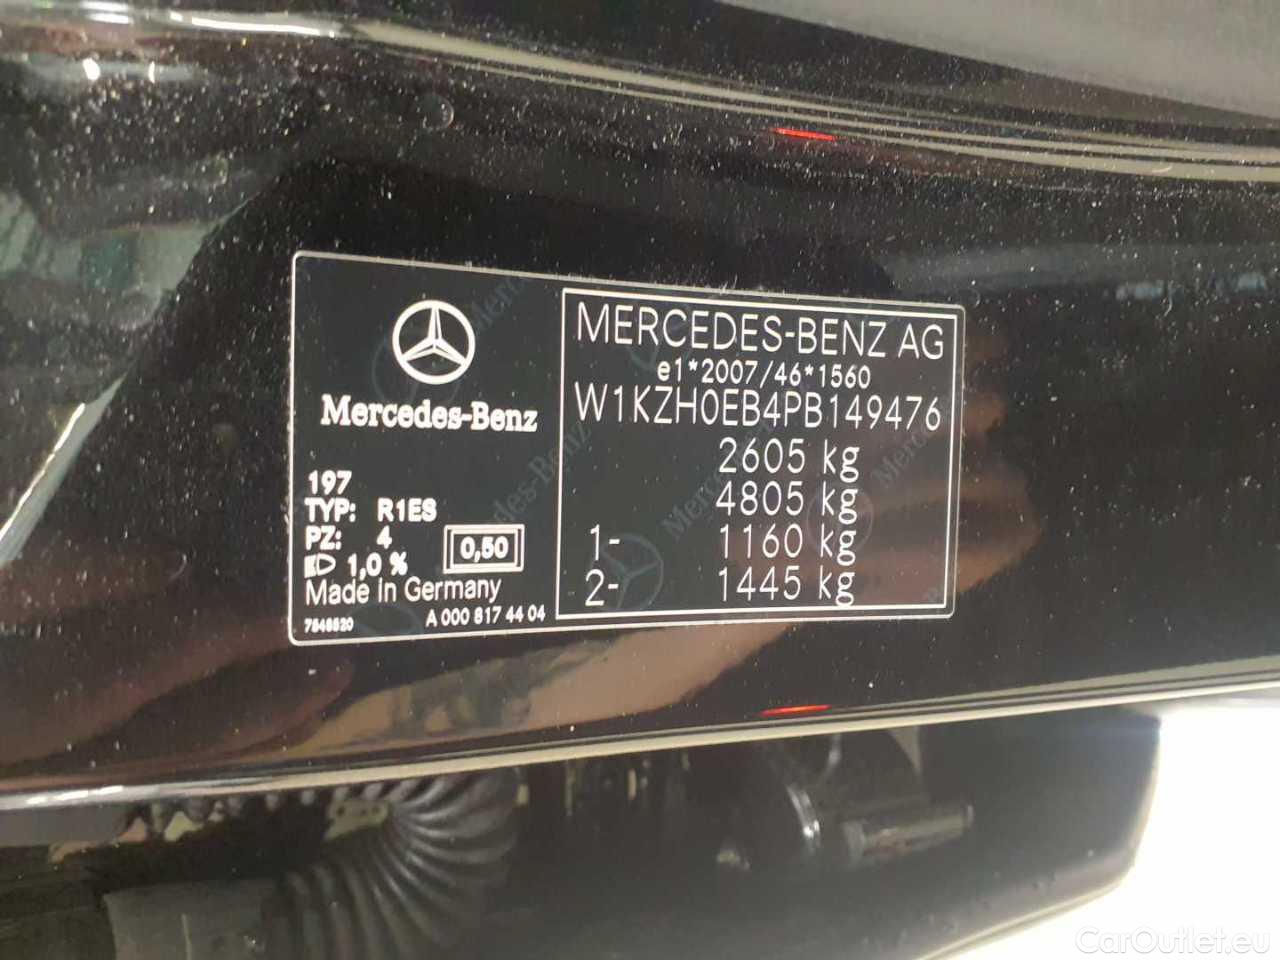 Mercedes-Benz
197
TYP: R1ES
PZ: 4
1,0 %
0,50
Made in Germany
7548520
A 000 817 44 04
MERCEDES-BENZ AG
e1*2007/46*1560
W1KZH0EB4PB149476
2605 kg
4805 kg
1- 1160 kg
2- 1445 kg
CarOutlet.eu